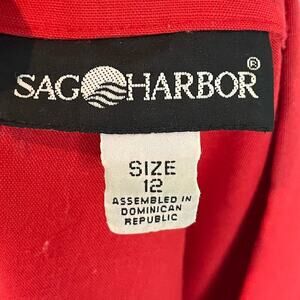 SAG HARBOR®
SIZE
12
ASSEMBLED IN
DOMINICAN
REPUBLIC